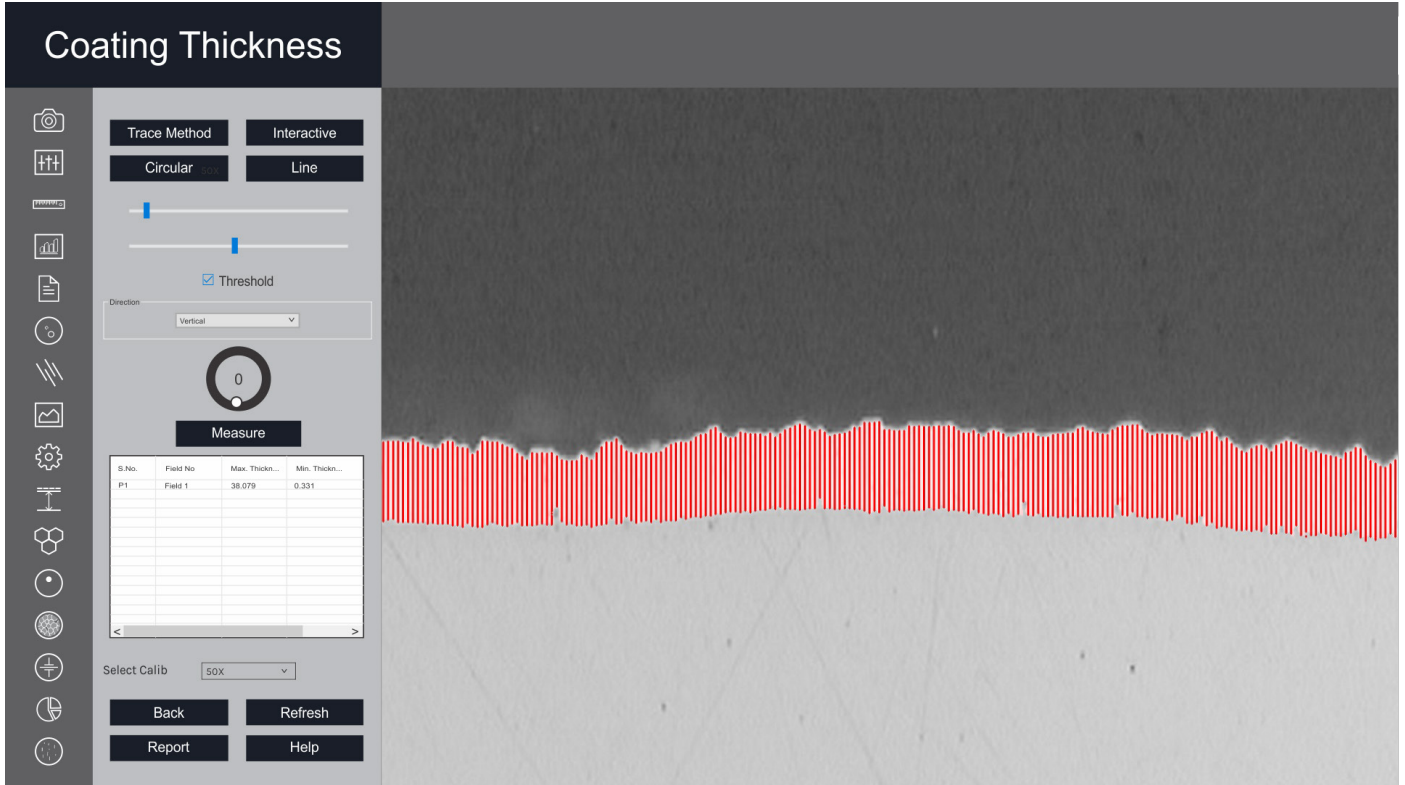 Coating Thickness
Trace Method Interactive
Circular 50X Line
Threshold
Direction
Vertical
0
Measure
S.No. Field No Max. Thickn... Min. Thickn...
P1 Field 1 38.079 0.331
Select Calib 50X
Back Refresh
Report Help